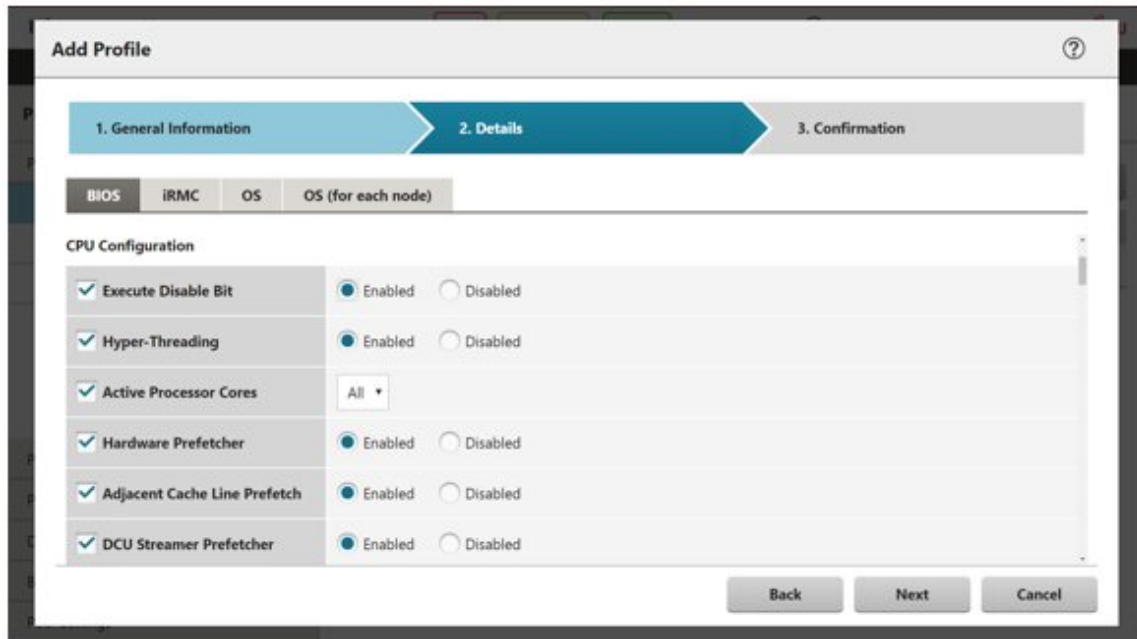 Add Profile
1. General Information 2. Details 3. Confirmation
BIOS iRMC OS OS (for each node)
CPU Configuration
Execute Disable Bit Enabled Disabled
Hyper-Threading Enabled Disabled
Active Processor Cores All
Hardware Prefetcher Enabled Disabled
Adjacent Cache Line Prefetch Enabled Disabled
DCU Streamer Prefetcher Enabled Disabled
Back Next Cancel